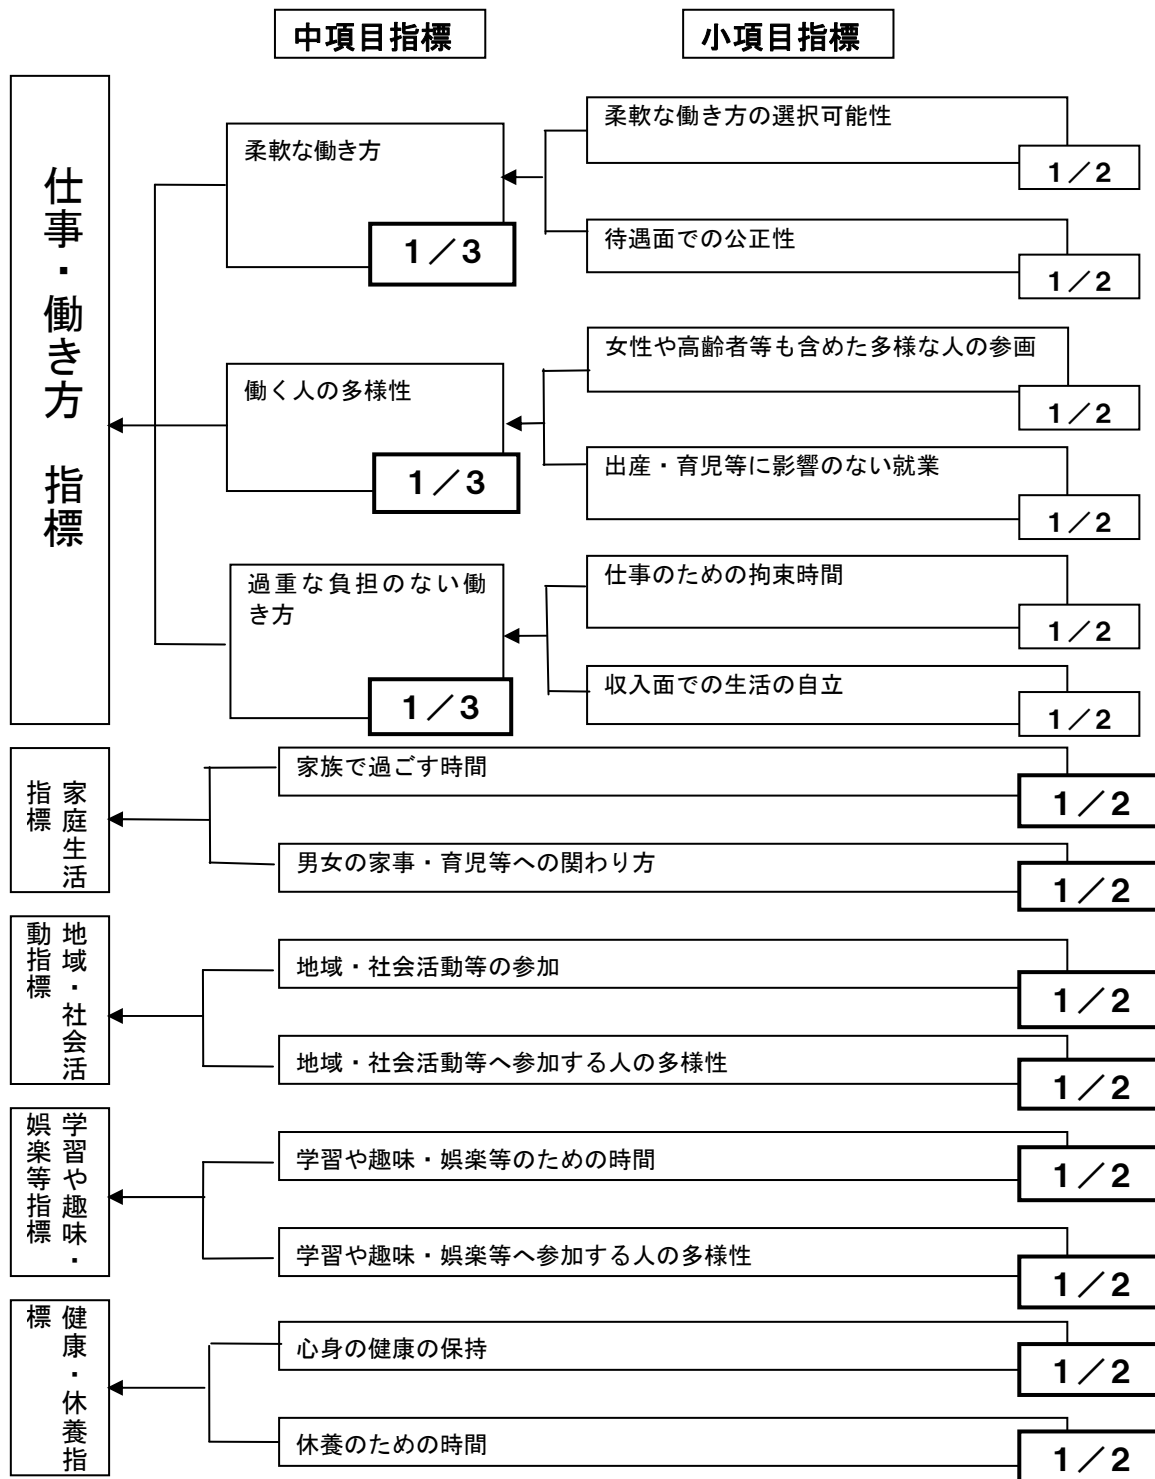 中項目指標
小項目指標
仕事・働き方　指標
柔軟な働き方
1／3
柔軟な働き方の選択可能性
1／2
待遇面での公正性
1／2
働く人の多様性
1／3
女性や高齢者等も含めた多様な人の参画
1／2
出産・育児等に影響のない就業
1／2
過重な負担のない働
き方
1／3
仕事のための拘束時間
1／2
収入面での生活の自立
1／2
家庭生活
指標
家族で過ごす時間
1／2
男女の家事・育児等への関わり方
1／2
地域・社会活
動指標
地域・社会活動等の参加
1／2
地域・社会活動等へ参加する人の多様性
1／2
学習や趣味・
娯楽等指標
学習や趣味・娯楽等のための時間
1／2
学習や趣味・娯楽等へ参加する人の多様性
1／2
健康・休養指
標
心身の健康の保持
1／2
休養のための時間
1／2